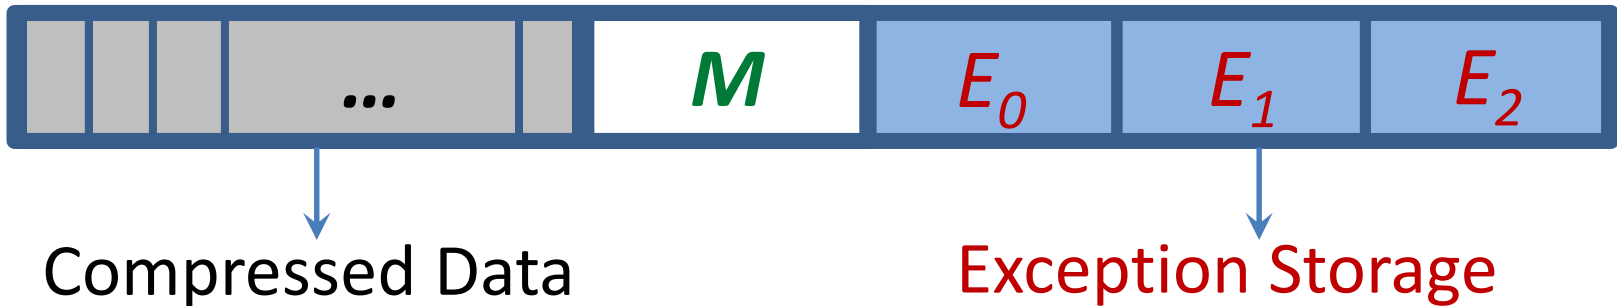 ... M E₀ E₁ E₂
Compressed Data Exception Storage